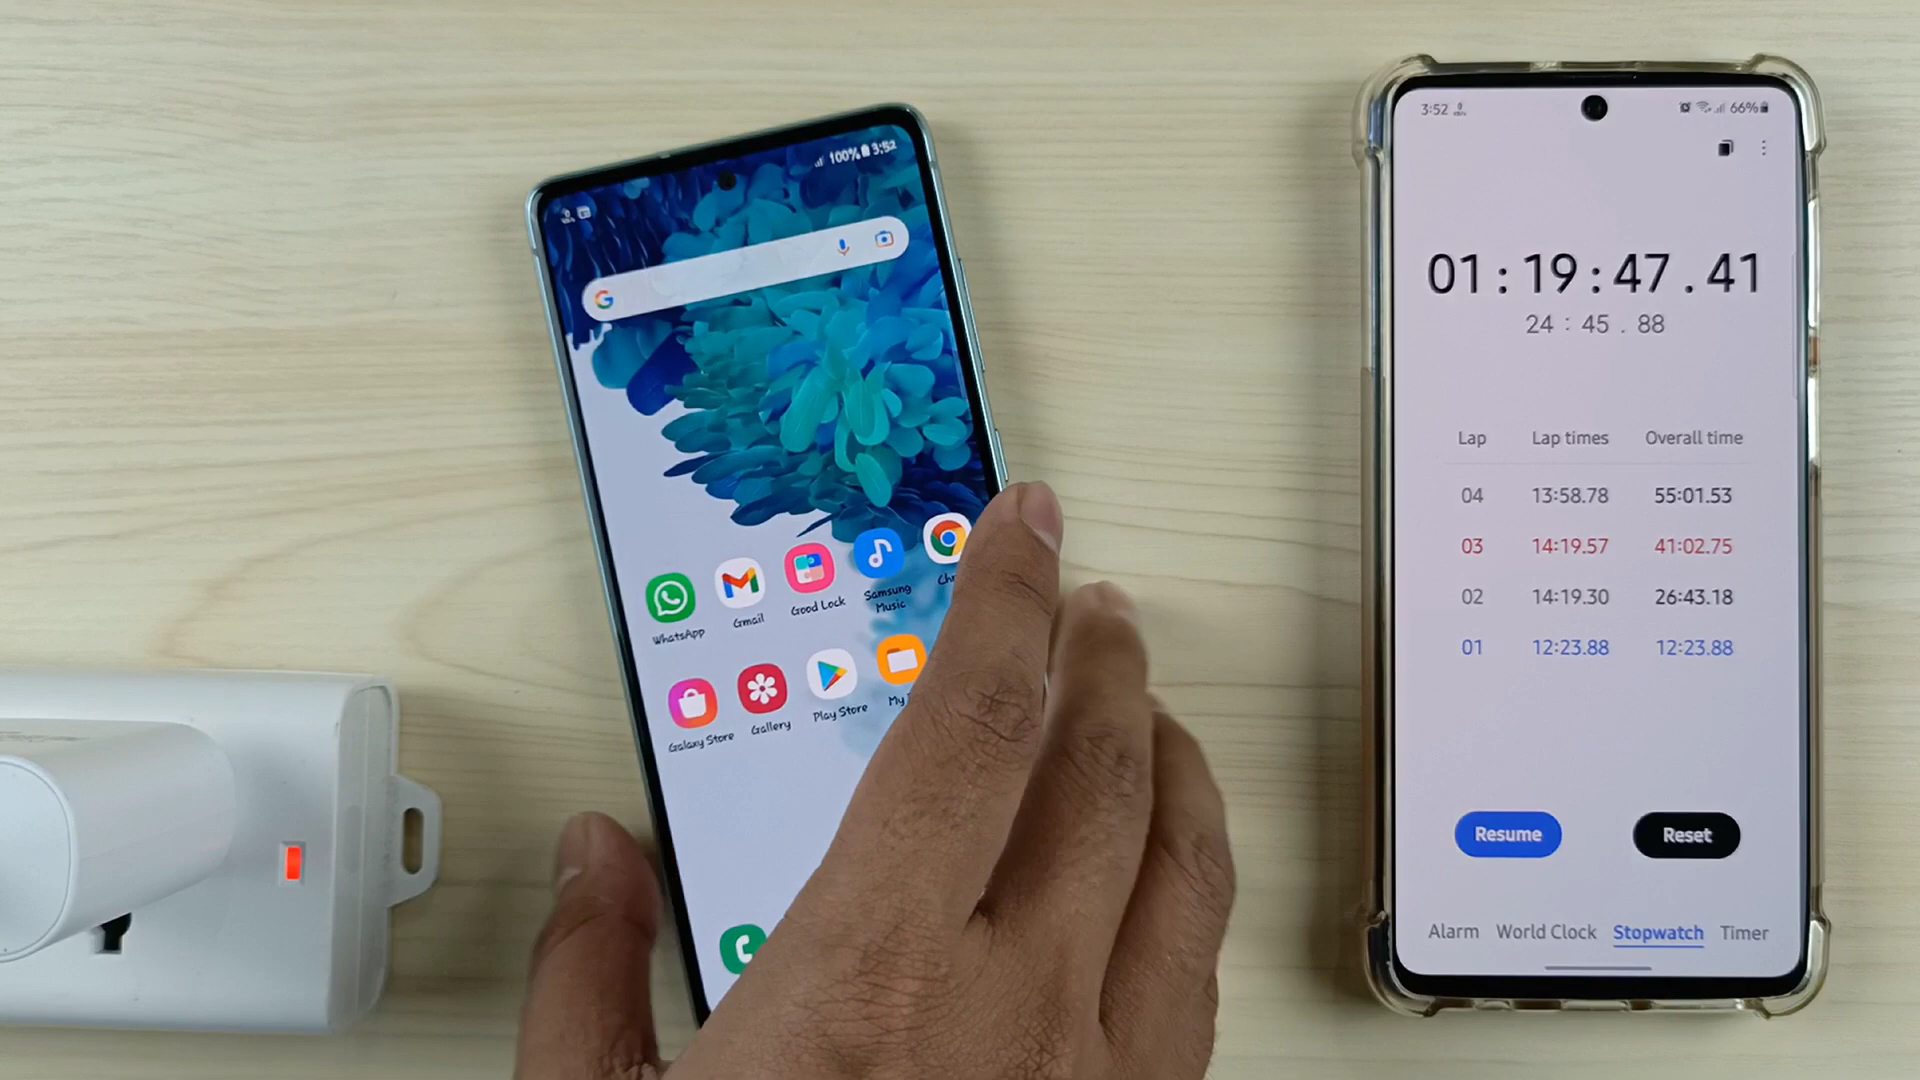 100% 3:52
G
WhatsApp
Gmail
Good Lock
Samsung
Music
Galaxy Store
Gallery
Play Store
3:52
66%
01:19:47.41
24:45.88
Lap Lap times Overall time
04 13:58.78 55:01.53
03 14:19.57 41:02.75
02 14:19.30 26:43.18
01 12:23.88 12:23.88
Resume Reset
Alarm World Clock Stopwatch Timer